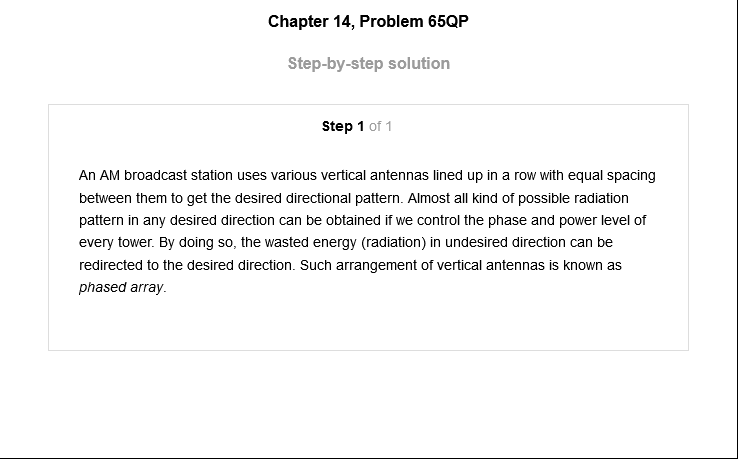 Chapter 14, Problem 65QP
Step-by-step solution
Step 1 of 1
An AM broadcast station uses various vertical antennas lined up in a row with equal spacing
between them to get the desired directional pattern. Almost all kind of possible radiation
pattern in any desired direction can be obtained if we control the phase and power level of
every tower. By doing so, the wasted energy (radiation) in undesired direction can be
redirected to the desired direction. Such arrangement of vertical antennas is known as
phased array.